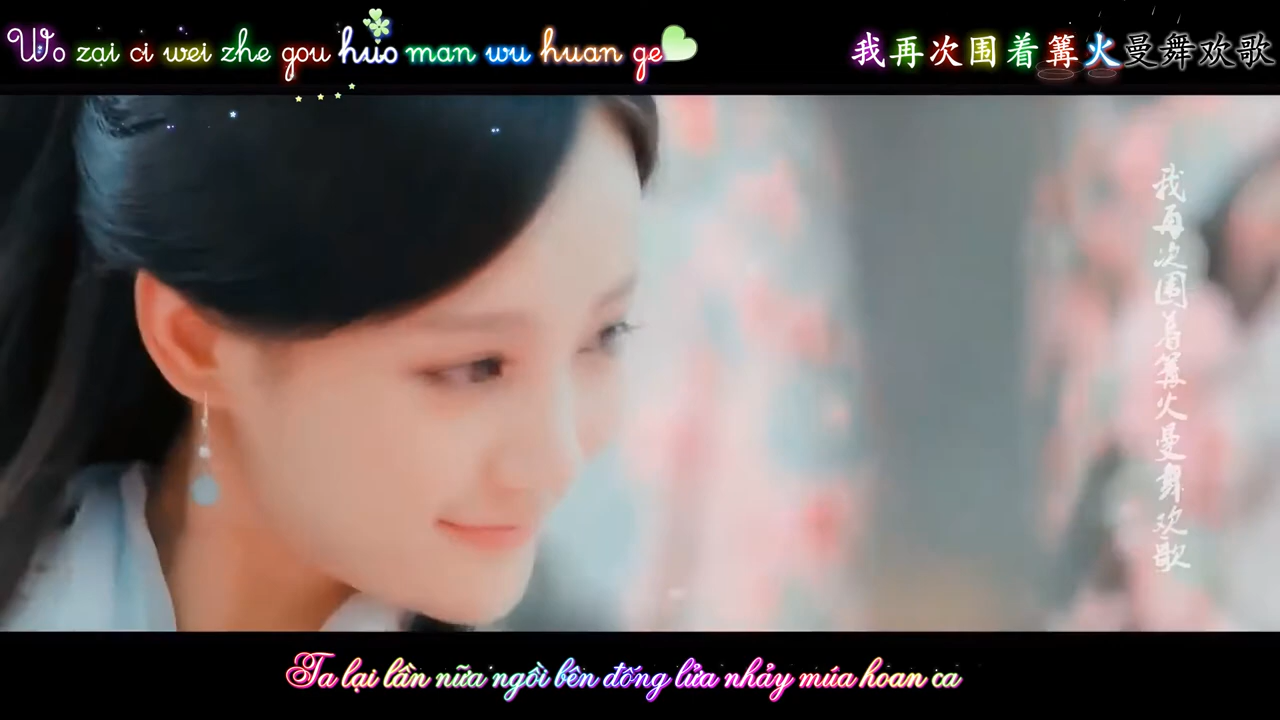 Wo zai ci wei zhe gou huo man wu huan ge
我再次围着篝火曼舞欢歌
我再次围着篝火曼舞欢歌
Ta lại lần nữa ngồi bên đống lửa nhảy múa hoan ca